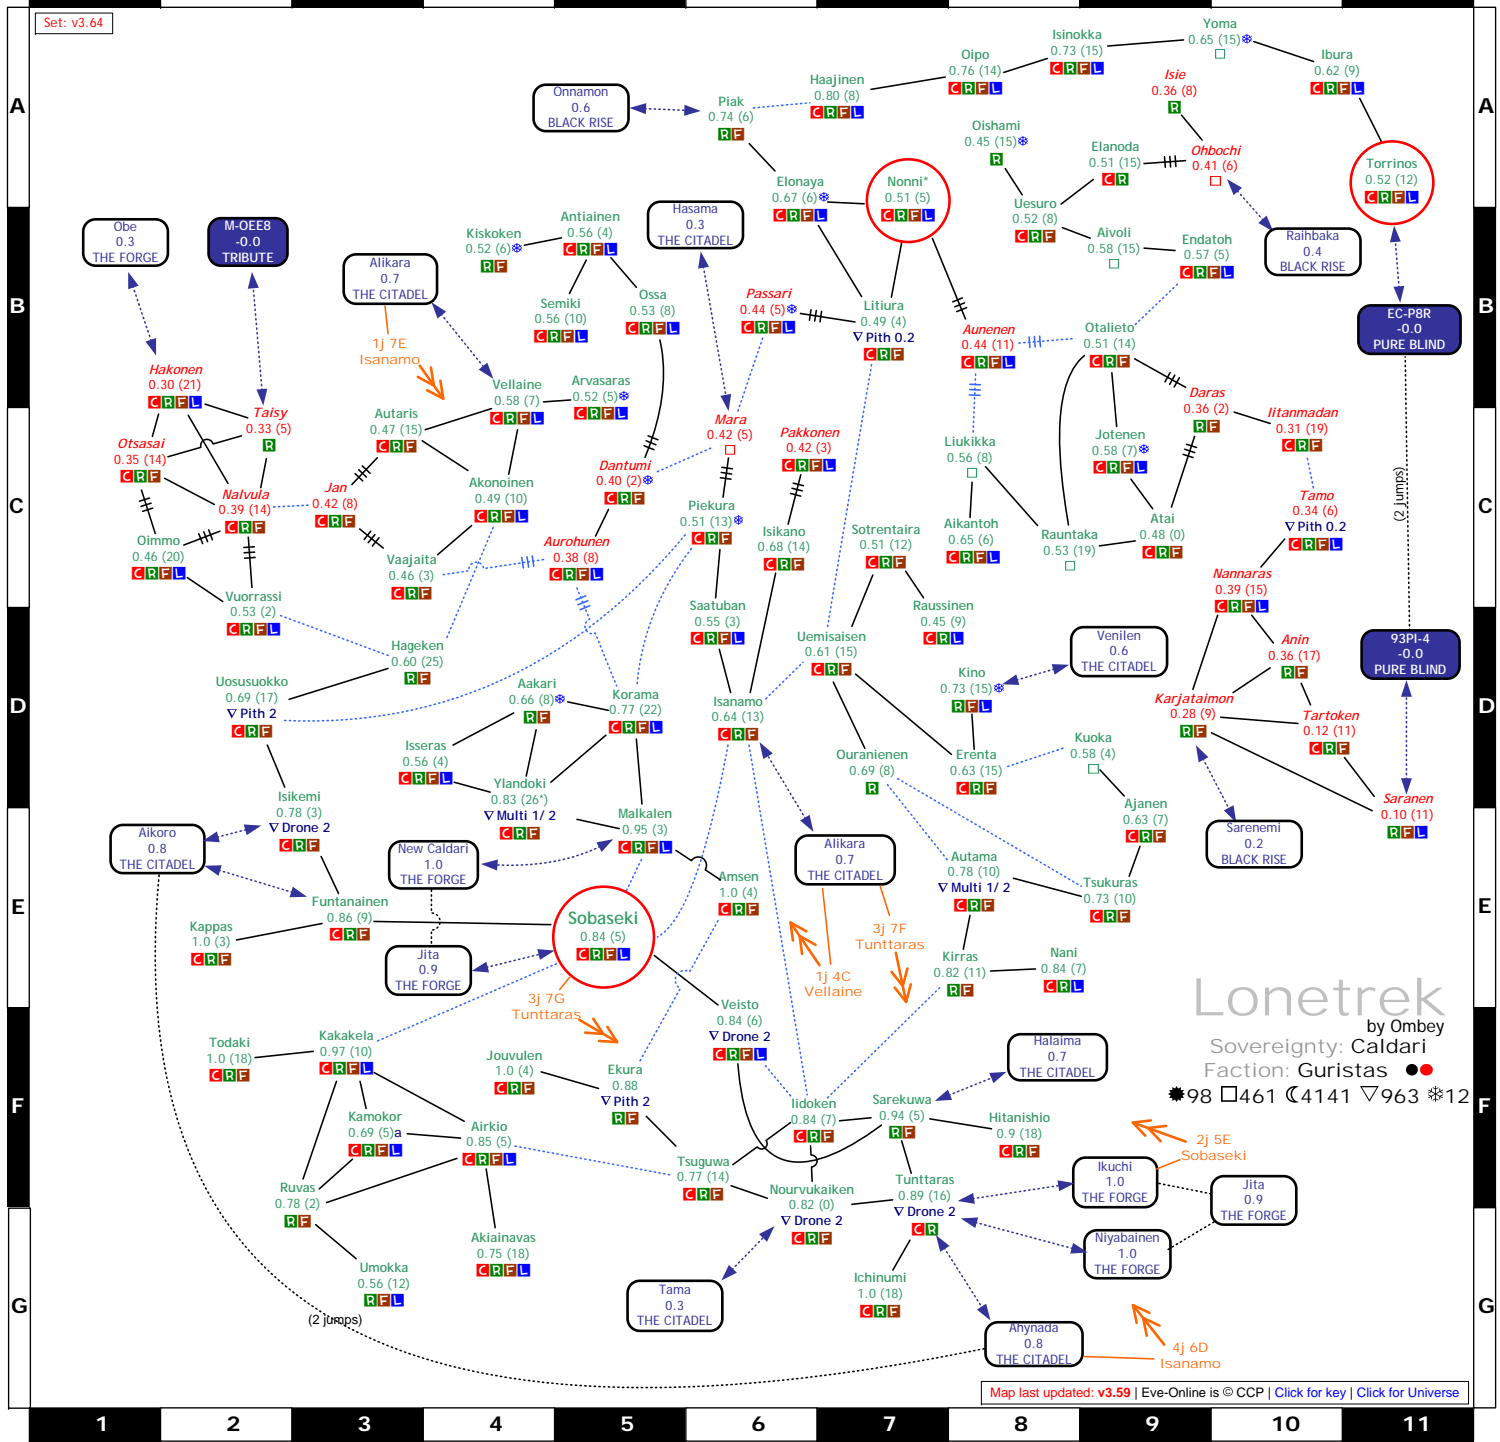 Set: v3.64
A
A
B
B
C
C
D
D
E
E
F
F
G
G
Yoma
0.65 (15)❄
Isinokka
0.73 (15)
C R F L
Oipo
0.76 (14)
C R F L
Ibura
0.62 (9)
C R F L
Haajinen
0.80 (8)
C R F L
Isie
0.36 (8)
R
Onnamon
0.6
BLACK RISE
Piak
0.74 (6)
R F
Oishami
0.45 (15)❄
R
Elanoda
0.51 (15)
C R
Ohbochi
0.41 (6)
Torrinos
0.52 (12)
C R F L
Elonaya
0.67 (6)❄
C R F L
Nonni*
0.51 (5)
C R F L
Uesuro
0.52 (8)
C R F
Obe
0.3
THE FORGE
M-OEE8
-0.0
TRIBUTE
Alikara
0.7
THE CITADEL
Kiskoken
0.52 (6)❄
R F
Antiainen
0.56 (4)
C R F L
Hasama
0.3
THE CITADEL
Aivoli
0.58 (15)
Endatoh
0.57 (5)
C R F L
Raihbaka
0.4
BLACK RISE
Semiki
0.56 (10)
C R F L
Ossa
0.53 (8)
C R F L
Passari
0.44 (5)❄
C R F L
Litiura
0.49 (4)
▽ Pith 0.2
C R F
Aunenen
0.44 (11)
C R F L
Otalieto
0.51 (14)
C R F
EC-P8R
-0.0
PURE BLIND
1j 7E
Isanamo
Hakonen
0.30 (21)
C R F L
Vellaine
0.58 (7)
C R F L
Arvasaras
0.52 (5)❄
C R F L
Daras
0.36 (2)
R F
Taisy
0.33 (5)
R
Autaris
0.47 (15)
C R F
Mara
0.42 (5)
Pakkonen
0.42 (3)
C R F L
Iitanmadan
0.31 (19)
C R F
Otsasai
0.35 (14)
C R F
Liukikka
0.56 (8)
Jotenen
0.58 (7)❄
C R F L
Dantumi
0.40 (2)❄
C R F
Nalvula
0.39 (14)
C R F
Jan
0.42 (8)
C R F
Akonoinen
0.49 (10)
C R F L
Piekura
0.51 (13)❄
C R F
Tamo
0.34 (6)
▽ Pith 0.2
C R F L
(2 jumps)
Oimmo
0.46 (20)
C R F L
Vaajaita
0.46 (3)
C R F
Aurohunen
0.38 (8)
C R F L
Isikano
0.68 (14)
C R F
Sotrentaira
0.51 (12)
C R F
Aikantoh
0.65 (6)
C R F L
Rauntaka
0.53 (19)
Atai
0.48 (0)
C R F
Nannaras
0.39 (15)
C R F L
Vuorrassi
0.53 (2)
C R F L
Saatuban
0.55 (3)
C R F L
Raussinen
0.45 (9)
C R L
Hageken
0.60 (25)
R F
Uemisaisen
0.61 (15)
C R F
Venilen
0.6
THE CITADEL
Anin
0.36 (17)
R F
93PI-4
-0.0
PURE BLIND
Uosusuokko
0.69 (17)
▽ Pith 2
C R F
Aakari
0.66 (8)❄
R F
Korama
0.77 (22)
C R F L
Isanamo
0.64 (13)
C R F
Kino
0.73 (15)❄
R F L
Karjataimon
0.28 (9)
R F
Tartoken
0.12 (11)
C R F
Isseras
0.56 (4)
C R F L
Ouranienen
0.69 (8)
R
Erenta
0.63 (15)
C R F
Kuoka
0.58 (4)
Ylandoki
0.83 (26*)
▽ Multi 1/ 2
C R F
Isikemi
0.78 (3)
▽ Drone 2
C R F
Malkalen
0.95 (3)
C R F L
Ajanen
0.63 (7)
C R F
Saranen
0.10 (11)
R F L
Aikoro
0.8
THE CITADEL
New Caldari
1.0
THE FORGE
Alikara
0.7
THE CITADEL
Sarenemi
0.2
BLACK RISE
Amsen
1.0 (4)
C R F
Autama
0.78 (10)
▽ Multi 1/ 2
C R F
Tsukuras
0.73 (10)
C R F
Funtanainen
0.86 (9)
C R F
Sobaseki
0.84 (5)
C R F L
Kappas
1.0 (3)
C R F
3j 7F
Tunttaras
Jita
0.9
THE FORGE
Kirras
0.82 (11)
R F
Nani
0.84 (7)
C R L
1j 4C
Vellaine
3j 7G
Tunttaras
Lonetrek
by Ombey
Sovereignty: Caldari
Faction: Guristas
✹98 □461 ☾4141 ▽963 ❄12
Veisto
0.84 (6)
▽ Drone 2
C R F L
Todaki
1.0 (18)
C R F
Kakakela
0.97 (10)
C R F L
Jouvulen
1.0 (4)
C R F
Ekura
0.88
▽ Pith 2
R F
Halaima
0.7
THE CITADEL
Kamokor
0.69 (5)a
C R F L
Airkio
0.85 (5)
C R F L
Iidoken
0.84 (7)
C R F
Sarekuwa
0.94 (5)
R F
Hitanishio
0.9 (18)
C R F
2j 5E
Sobaseki
Tsuguwa
0.77 (14)
C R F
Ikuchi
1.0
THE FORGE
Jita
0.9
THE FORGE
Ruvas
0.78 (2)
R F
Nourvukaiken
0.82 (0)
▽ Drone 2
C R F
Tunttaras
0.89 (16)
▽ Drone 2
C R
Akiainavas
0.75 (18)
C R F L
Niyabainen
1.0
THE FORGE
Umokka
0.56 (12)
R F L
Tama
0.3
THE CITADEL
Ichinumi
1.0 (18)
C R F
(2 jumps)
Ahynada
0.8
THE CITADEL
4j 6D
Isanamo
Map last updated: v3.59 | Eve-Online is © CCP | Click for key | Click for Universe
1 2 3 4 5 6 7 8 9 10 11